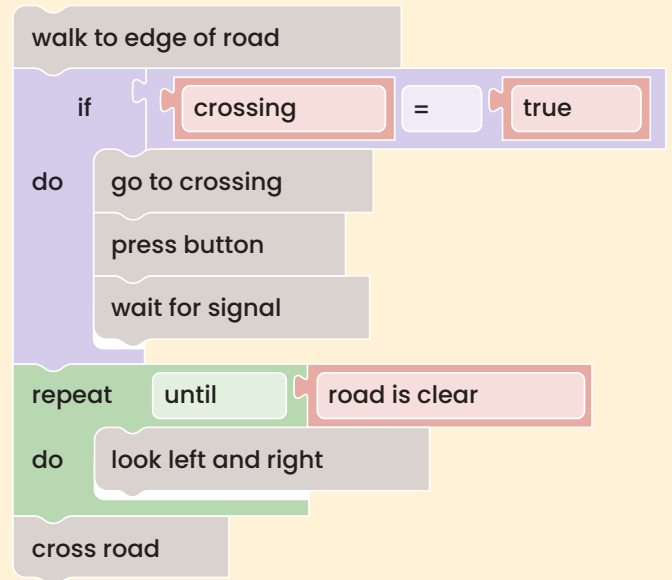 walk to edge of road
if crossing = true
do go to crossing
press button
wait for signal
repeat until road is clear
do look left and right
cross road